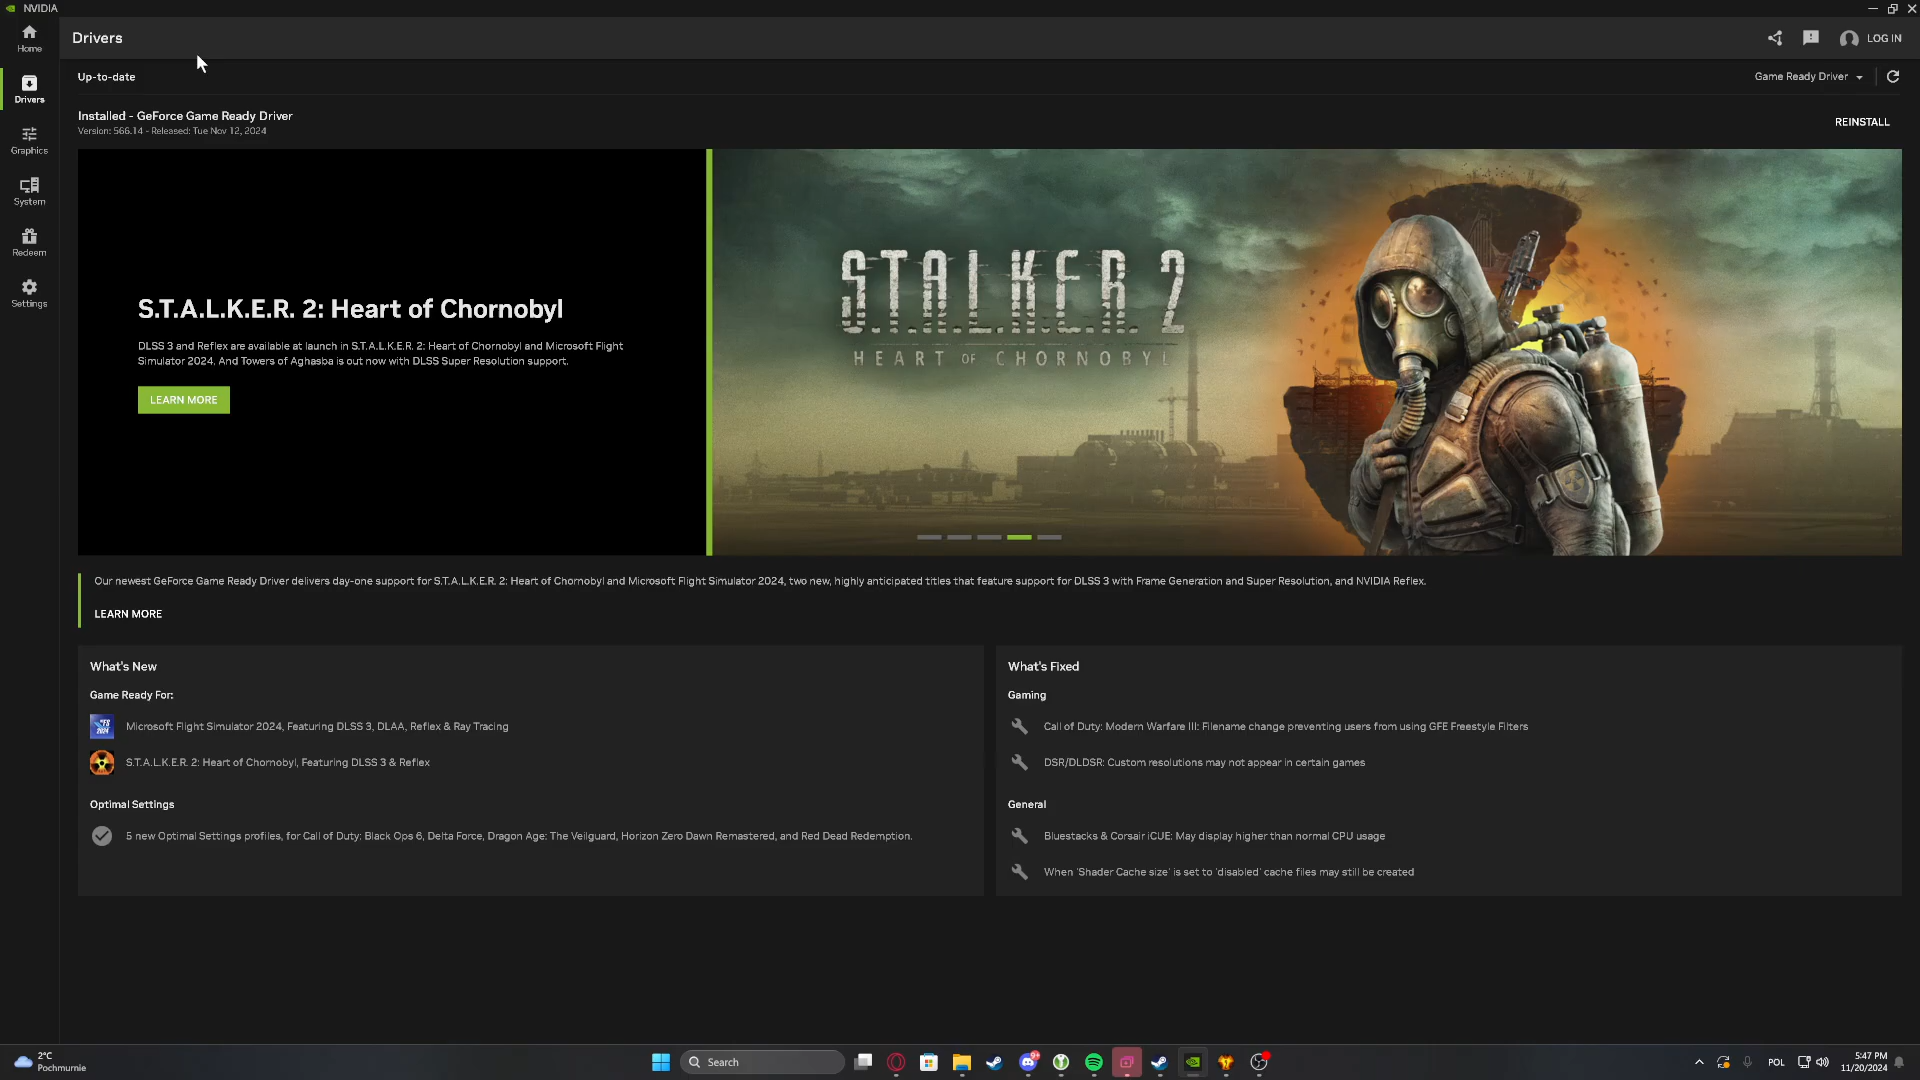 NVIDIA
Home
Drivers
LOG IN
Up-to-date
Game Ready Driver
Drivers
Installed - GeForce Game Ready Driver
Version: 566.14 - Released: Tue Nov 12, 2024
REINSTALL
Graphics
System
Redeem
Settings
S.T.A.L.K.E.R. 2: Heart of Chornobyl
DLSS 3 and Reflex are available at launch in S.T.A.L.K.E.R. 2: Heart of Chornobyl and Microsoft Flight
Simulator 2024. And Towers of Aghasba is out now with DLSS Super Resolution support.
LEARN MORE
S.T.A.L.K.E.R. 2
HEART OF CHORNOBYL
Our newest GeForce Game Ready Driver delivers day-one support for S.T.A.L.K.E.R. 2: Heart of Chornobyl and Microsoft Flight Simulator 2024, two new, highly anticipated titles that feature support for DLSS 3 with Frame Generation and Super Resolution, and NVIDIA Reflex.
LEARN MORE
What's New
Game Ready For:
Microsoft Flight Simulator 2024, Featuring DLSS 3, DLAA, Reflex & Ray Tracing
S.T.A.L.K.E.R. 2: Heart of Chornobyl, Featuring DLSS 3 & Reflex
Optimal Settings
5 new Optimal Settings profiles, for Call of Duty: Black Ops 6, Delta Force, Dragon Age: The Veilguard, Horizon Zero Dawn Remastered, and Red Dead Redemption.
What's Fixed
Gaming
Call of Duty: Modern Warfare III: Filename change preventing users from using GFE Freestyle Filters
DSR/DLDSR: Custom resolutions may not appear in certain games
General
Bluestacks & Corsair iCUE: May display higher than normal CPU usage
When 'Shader Cache size' is set to 'disabled' cache files may still be created
2°C
Pochmurnie
Search
POL
5:47 PM
11/20/2024